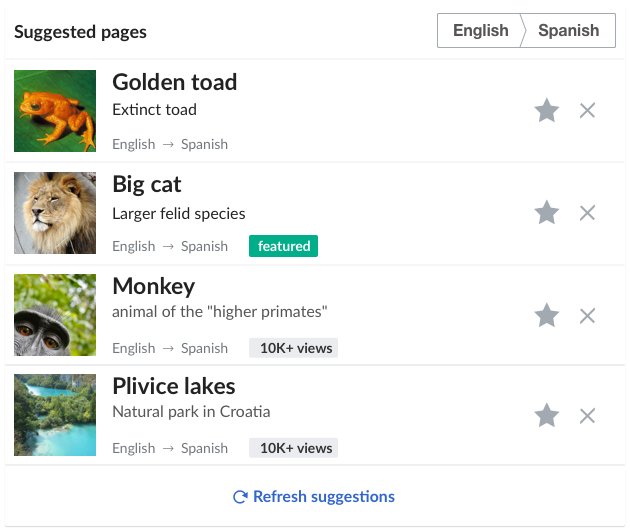 Suggested pages
English Spanish
Golden toad
Extinct toad
English → Spanish
Big cat
Larger felid species
English → Spanish featured
Monkey
animal of the "higher primates"
English → Spanish 10K+ views
Plivice lakes
Natural park in Croatia
English → Spanish 10K+ views
Refresh suggestions